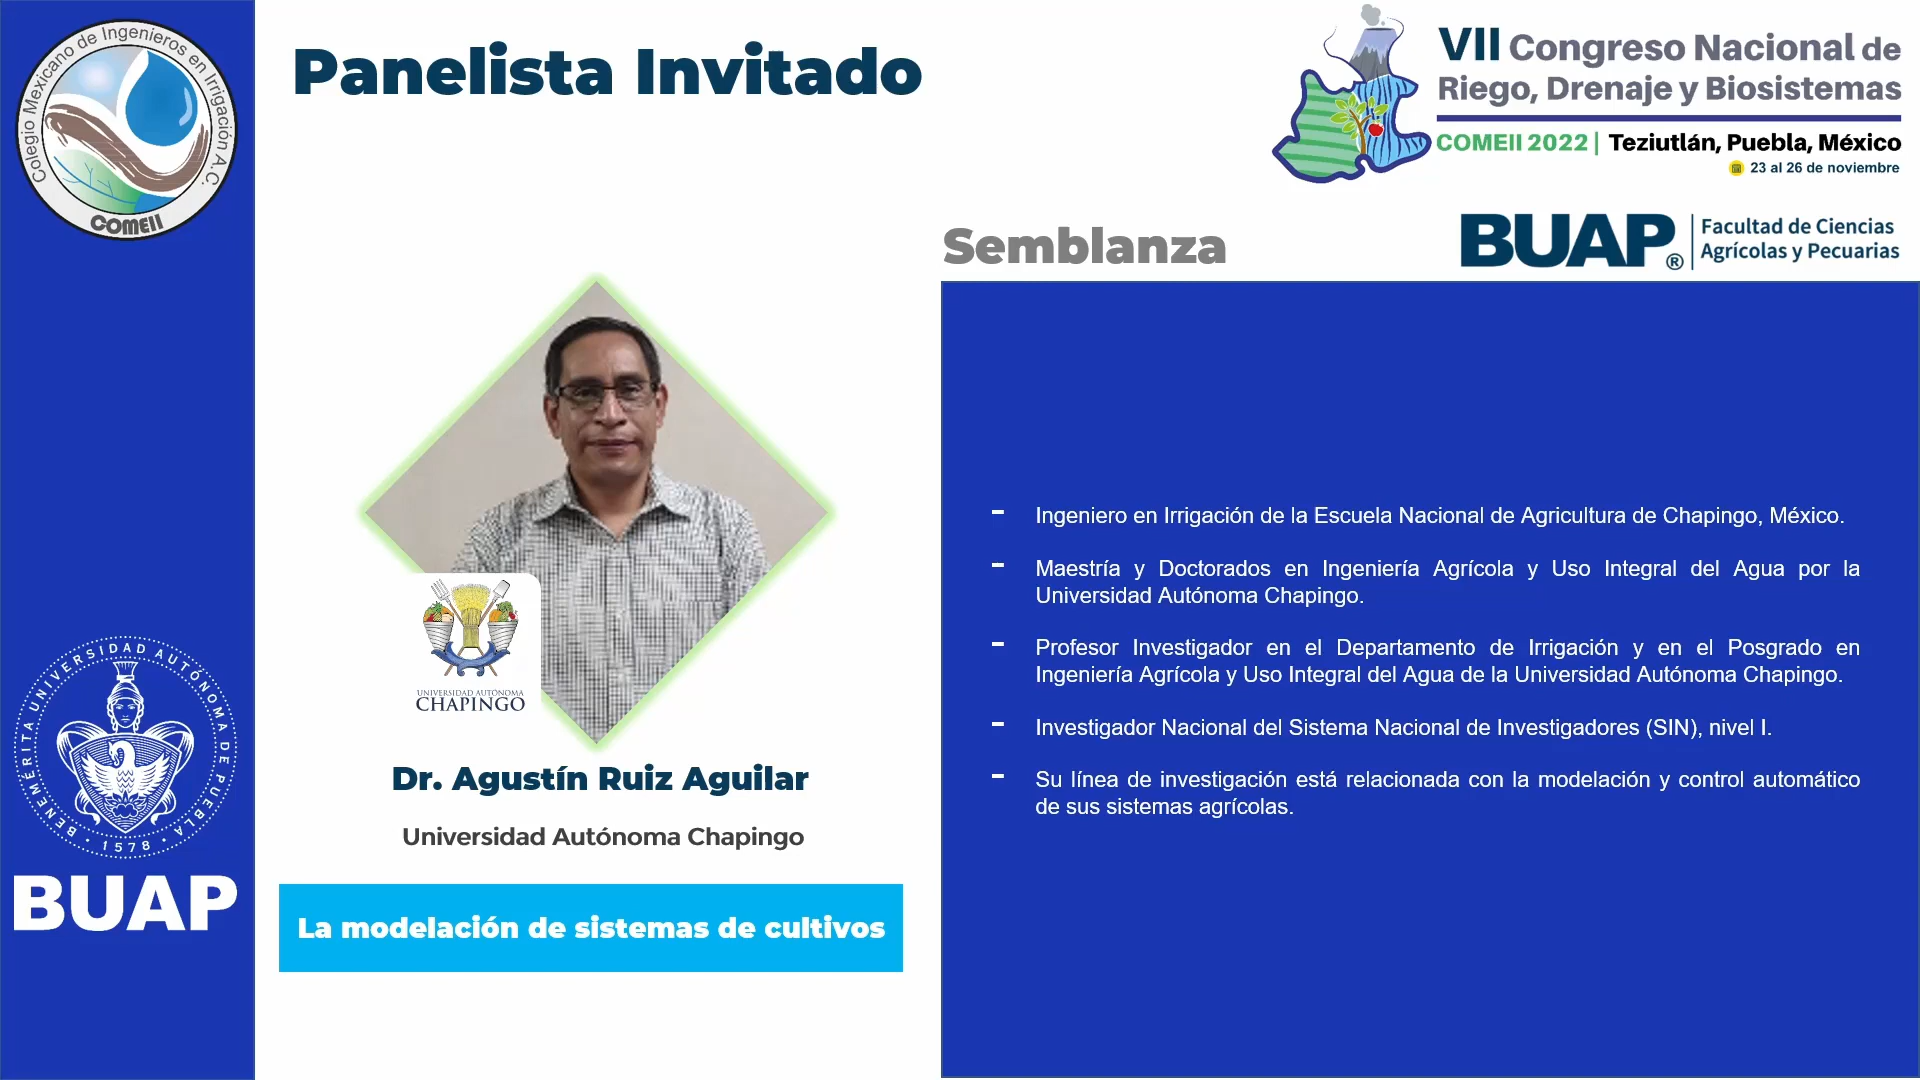 Colegio Mexicano de Ingenieros en Irrigación A.C.
COMEII
Panelista Invitado
VII Congreso Nacional de
Riego, Drenaje y Biosistemas
COMEII 2022 | Teziutlán, Puebla, México
23 al 26 de noviembre
BUAP®
Facultad de Ciencias
Agrícolas y Pecuarias
Semblanza
- Ingeniero en Irrigación de la Escuela Nacional de Agricultura de Chapingo, México.
- Maestría y Doctorados en Ingeniería Agrícola y Uso Integral del Agua por la
Universidad Autónoma Chapingo.
- Profesor Investigador en el Departamento de Irrigación y en el Posgrado en
Ingeniería Agrícola y Uso Integral del Agua de la Universidad Autónoma Chapingo.
- Investigador Nacional del Sistema Nacional de Investigadores (SIN), nivel I.
- Su línea de investigación está relacionada con la modelación y control automático
de sus sistemas agrícolas.
UNIVERSIDAD AUTÓNOMA
CHAPINGO
Dr. Agustín Ruiz Aguilar
Universidad Autónoma Chapingo
La modelación de sistemas de cultivos
BENEMÉRITA UNIVERSIDAD AUTÓNOMA DE PUEBLA
· 1578 ·
BUAP